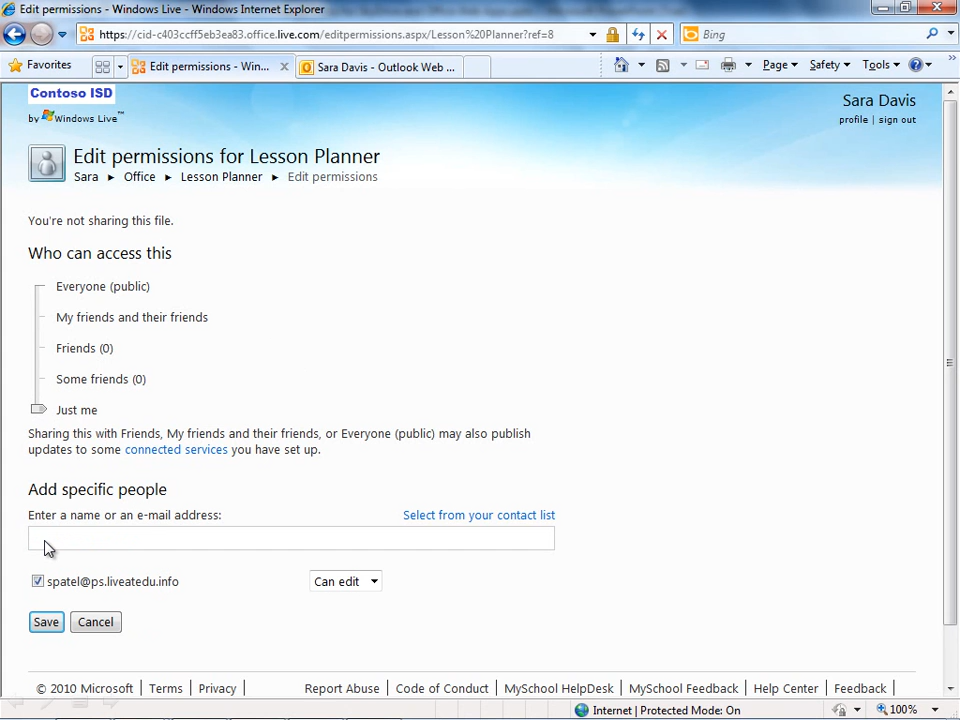 Edit permissions - Windows Live - Windows Internet Explorer
https://cid-c403ccff5eb3ea83.office.live.com/editpermissions.aspx/Lesson%20Planner?ref=8
Bing
Favorites
Edit permissions - Win...
Sara Davis - Outlook Web ...
Page
Safety
Tools
Contoso ISD
by Windows Live™
Sara Davis
profile | sign out
Edit permissions for Lesson Planner
Sara ► Office ► Lesson Planner ► Edit permissions
You're not sharing this file.
Who can access this
Everyone (public)
My friends and their friends
Friends (0)
Some friends (0)
Just me
Sharing this with Friends, My friends and their friends, or Everyone (public) may also publish
updates to some connected services you have set up.
Add specific people
Enter a name or an e-mail address:
Select from your contact list
spatel@ps.liveatedu.info
Can edit
Save
Cancel
© 2010 Microsoft | Terms | Privacy |
Report Abuse | Code of Conduct | MySchool HelpDesk | MySchool Feedback | Help Center | Feedback |
Internet | Protected Mode: On
100%